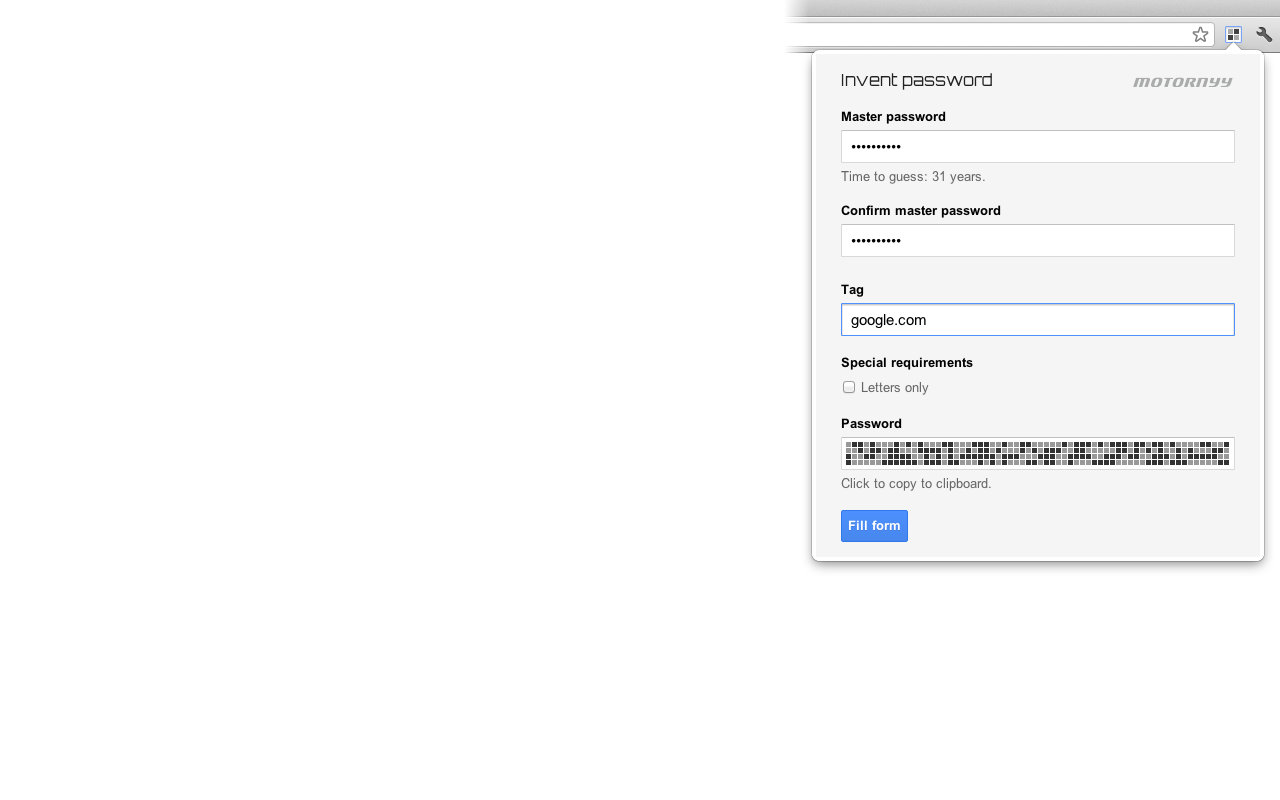 Invent password
MOTORNYY
Master password
••••••••••
Time to guess: 31 years.
Confirm master password
••••••••••
Tag
google.com
Special requirements
Letters only
Password
Click to copy to clipboard.
Fill form